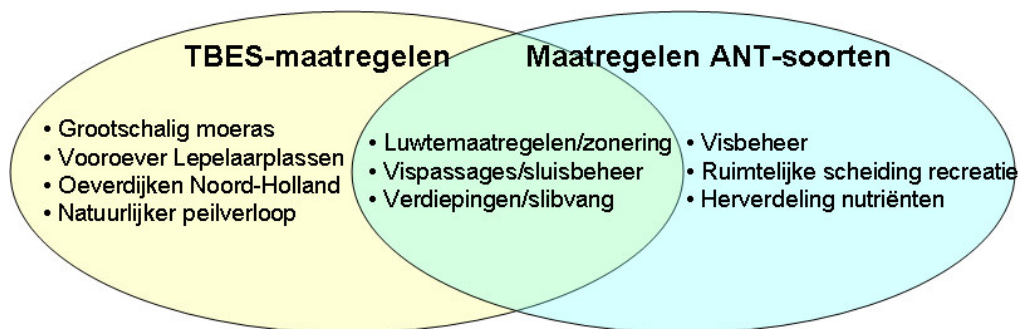 TBES-maatregelen
• Grootschalig moeras
• Vooroever Lepelaarplassen
• Oeverdijken Noord-Holland
• Natuurlijker peilverloop
• Luwtemaatregelen/zonering
• Vispassages/sluisbeheer
• Verdiepingen/slibvang
Maatregelen ANT-soorten
• Visbeheer
• Ruimtelijke scheiding recreatie
• Herverdeling nutriënten